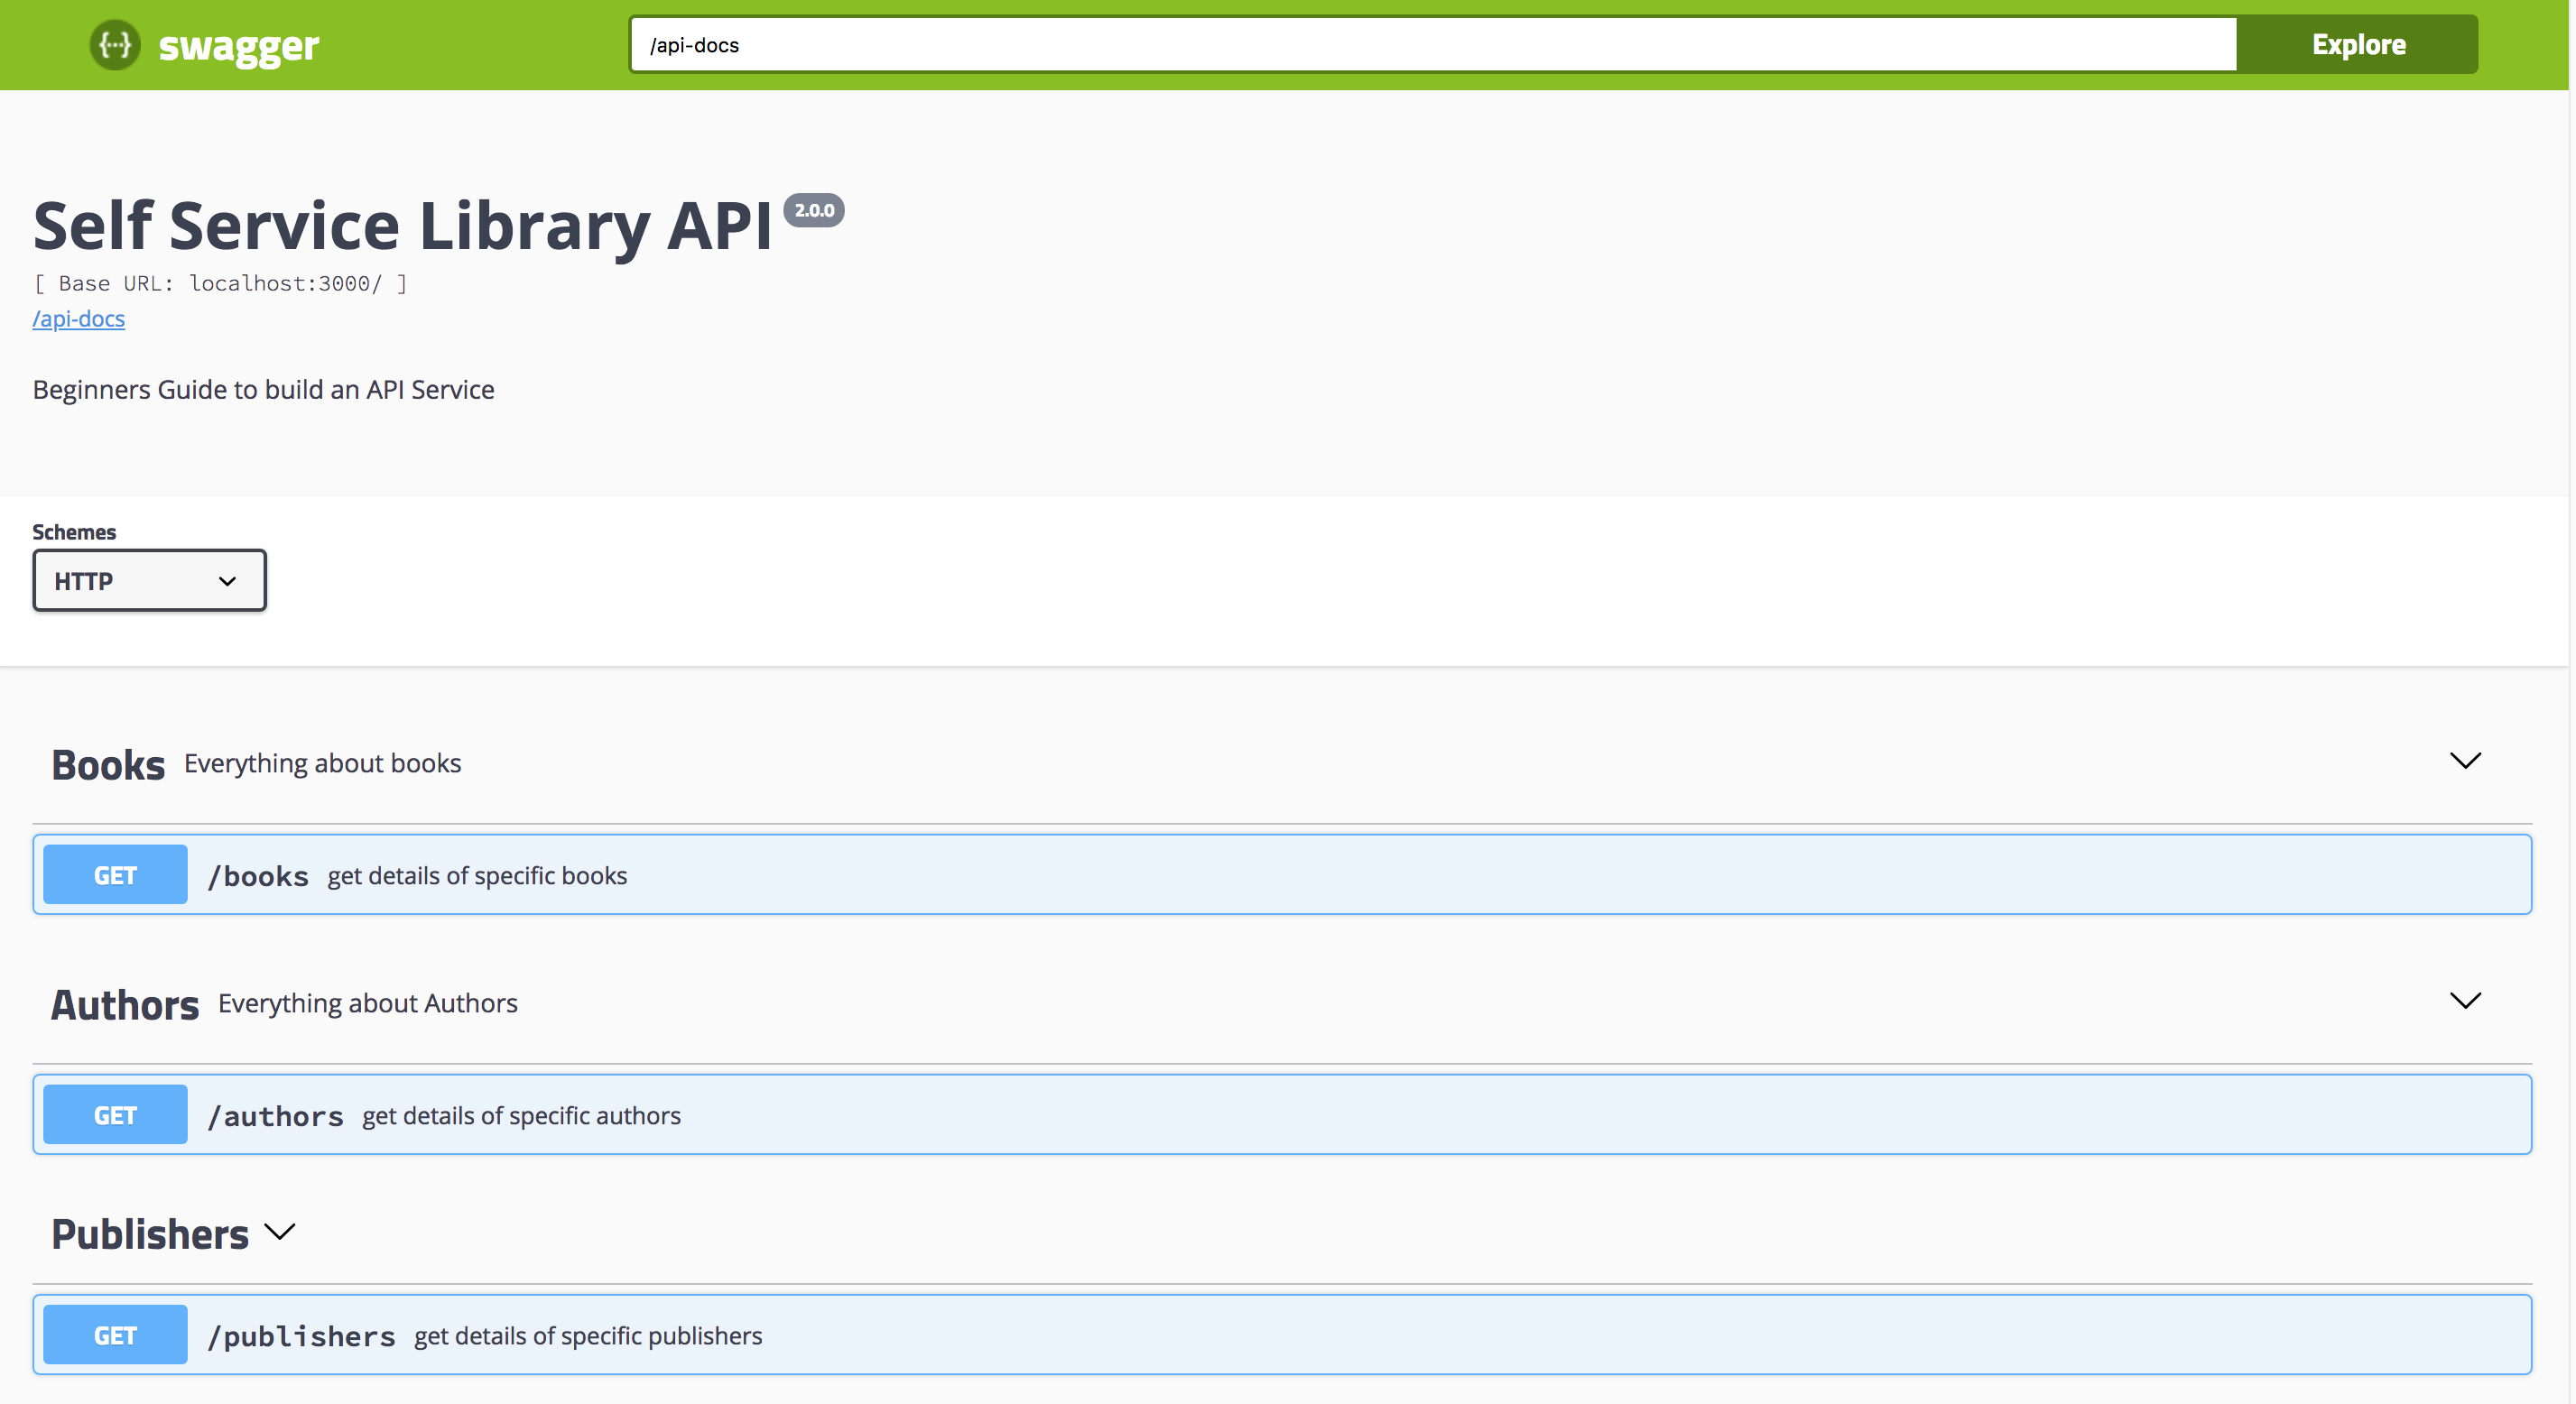 {···} swagger
/api-docs
Explore
Self Service Library API 2.0.0
[ Base URL: localhost:3000/ ]
/api-docs
Beginners Guide to build an API Service
Schemes
HTTP
Books Everything about books
GET /books get details of specific books
Authors Everything about Authors
GET /authors get details of specific authors
Publishers
GET /publishers get details of specific publishers